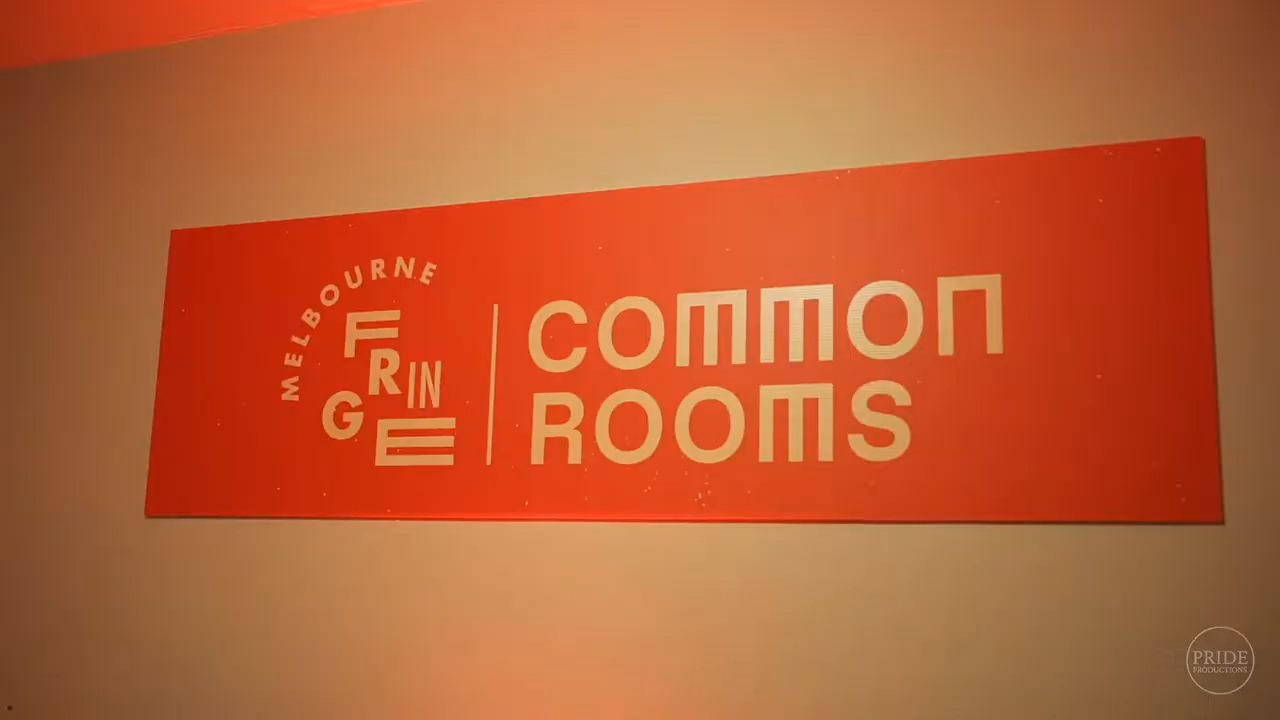 MELBOURNE
FRINGE
COMMON
ROOMS
PRIDE
PRODUCTIONS